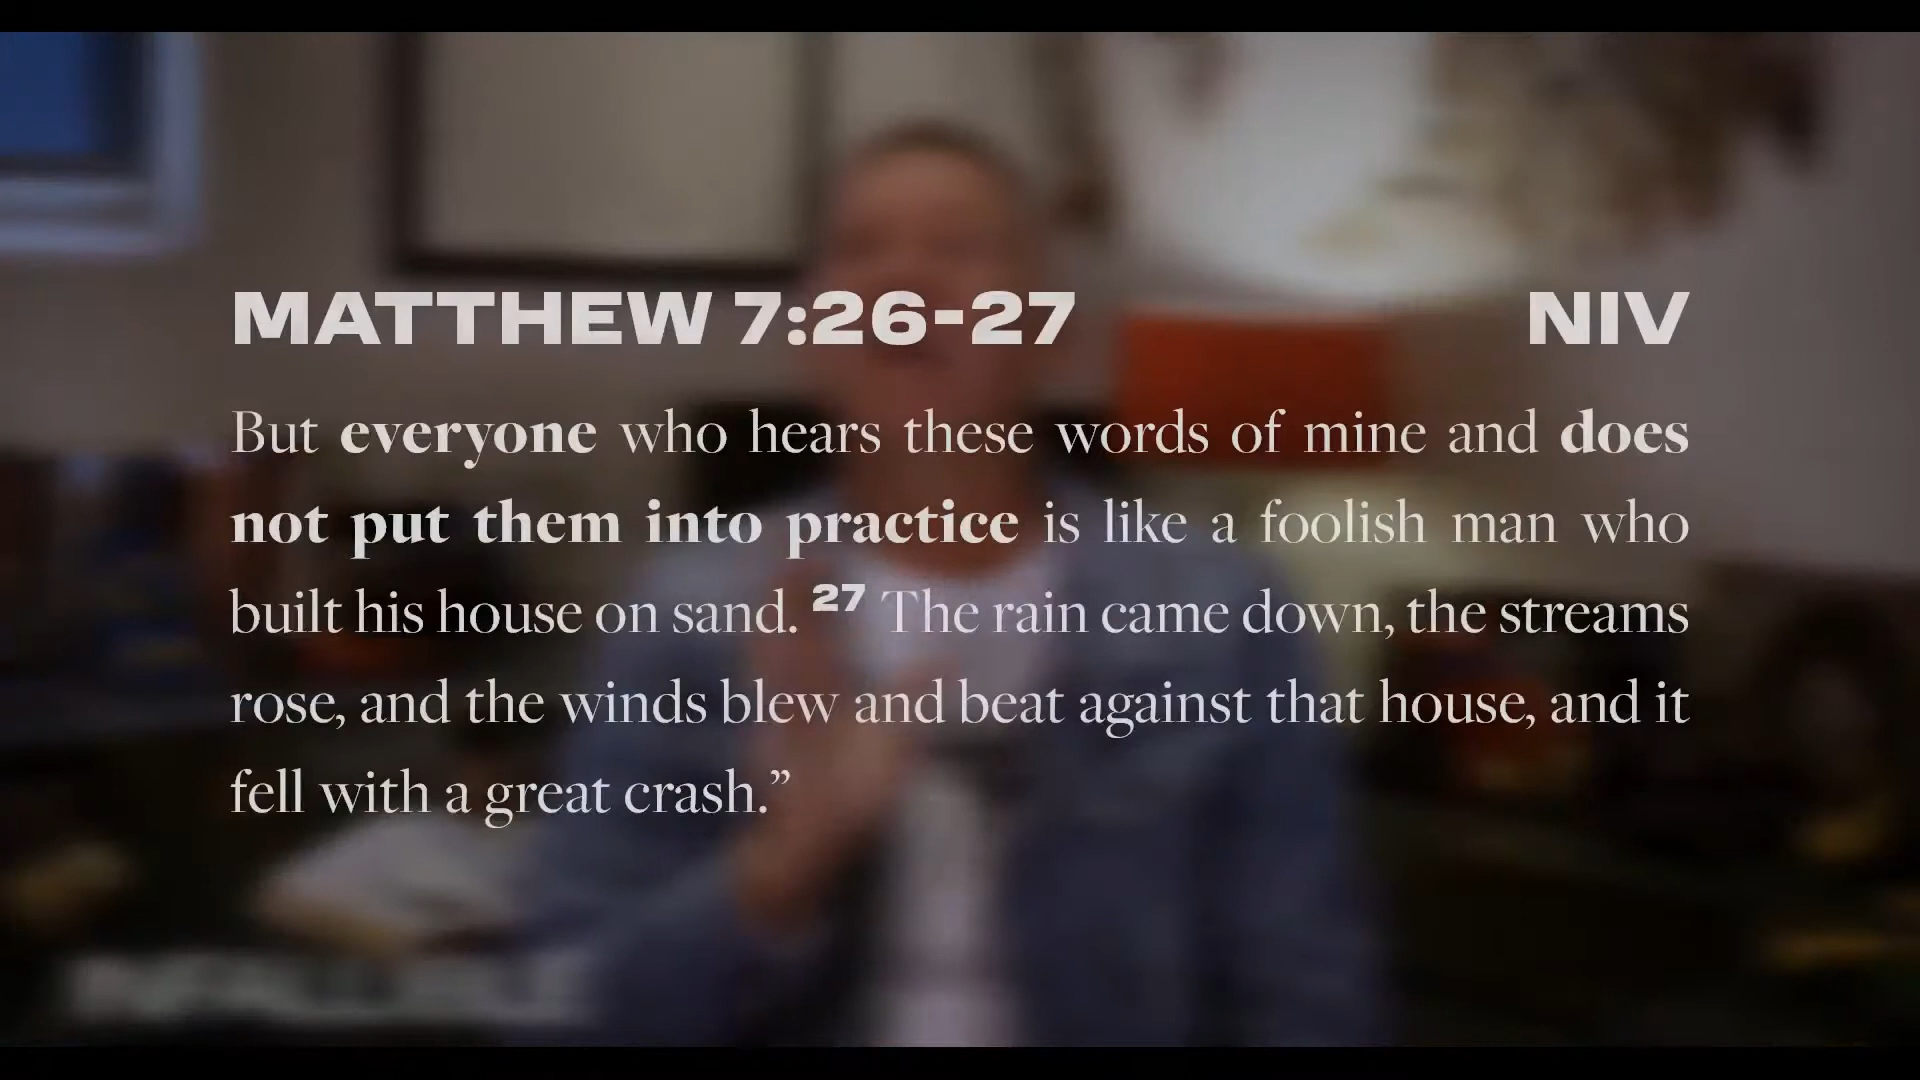 MATTHEW 7:26-27 NIV
But everyone who hears these words of mine and does
not put them into practice is like a foolish man who
built his house on sand. 27 The rain came down, the streams
rose, and the winds blew and beat against that house, and it
fell with a great crash.”